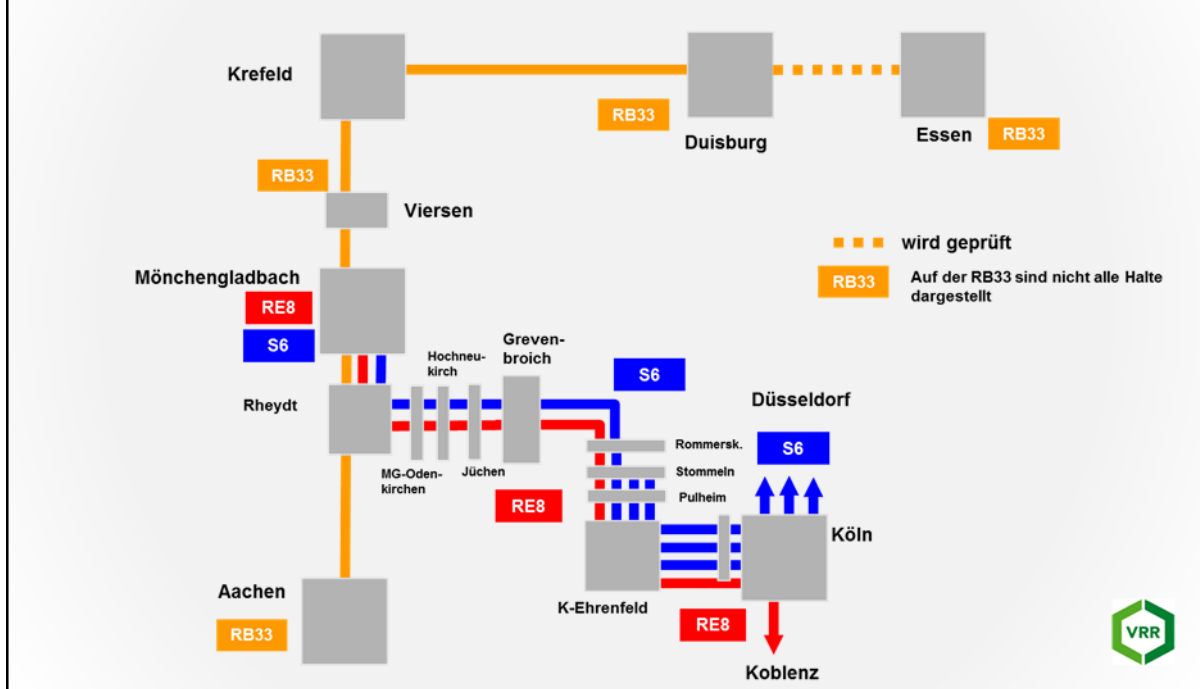 Krefeld
RB33
Duisburg
Essen
RB33
RB33
Viersen
wird geprüft
RB33
Auf der RB33 sind nicht alle Halte
dargestellt
Mönchengladbach
RE8
S6
Hochneu-
kirch
Greven-
broich
S6
Rheydt
Düsseldorf
S6
MG-Oden-
kirchen
Jüchen
Rommersk.
Stommeln
Pulheim
RE8
Köln
K-Ehrenfeld
Aachen
RB33
RE8
Koblenz
VRR